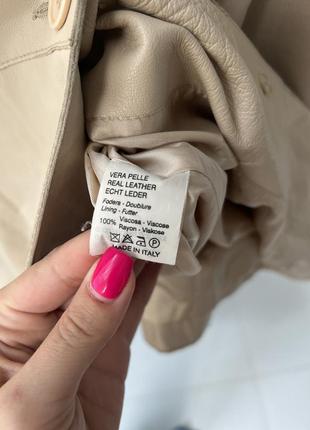 VERA PELLE
REAL LEATHER
ECHT LEDER
Fodera - Doublure
Lining - Futter
100% Viscosa - Viscose
Rayon - Viskose
P
MADE IN ITALY